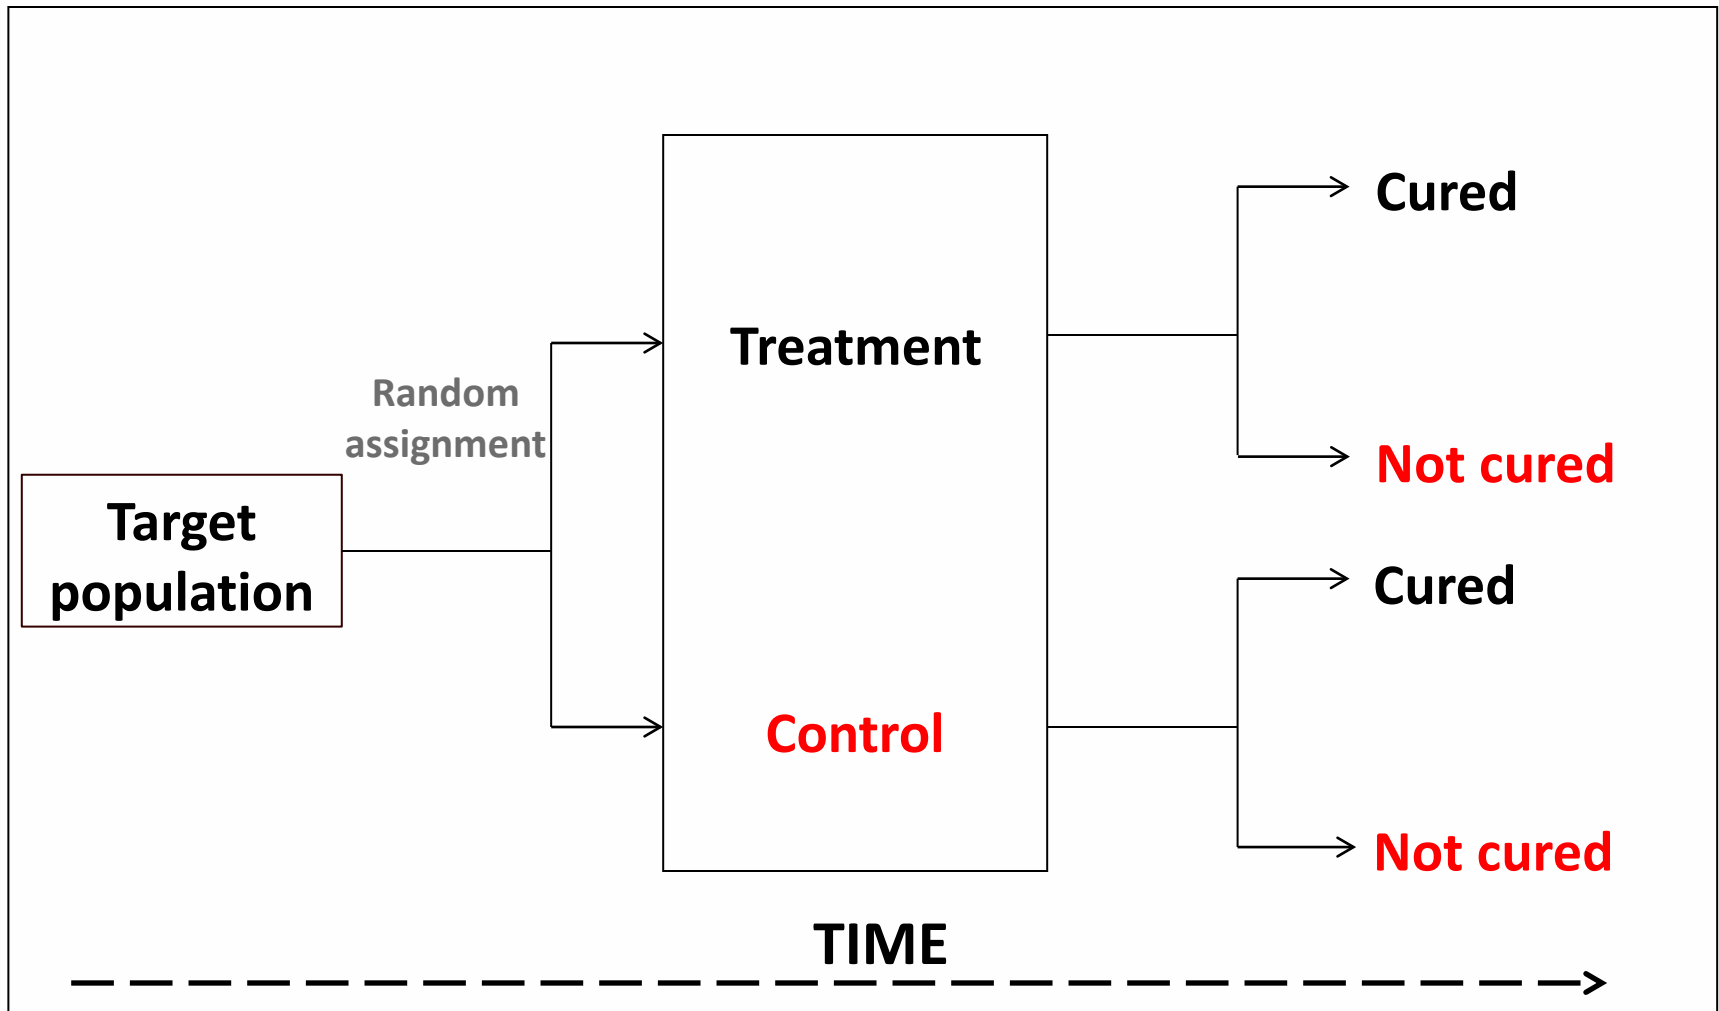 Cured
Treatment
Random
assignment
Not cured
Target
population
Cured
Control
Not cured
TIME